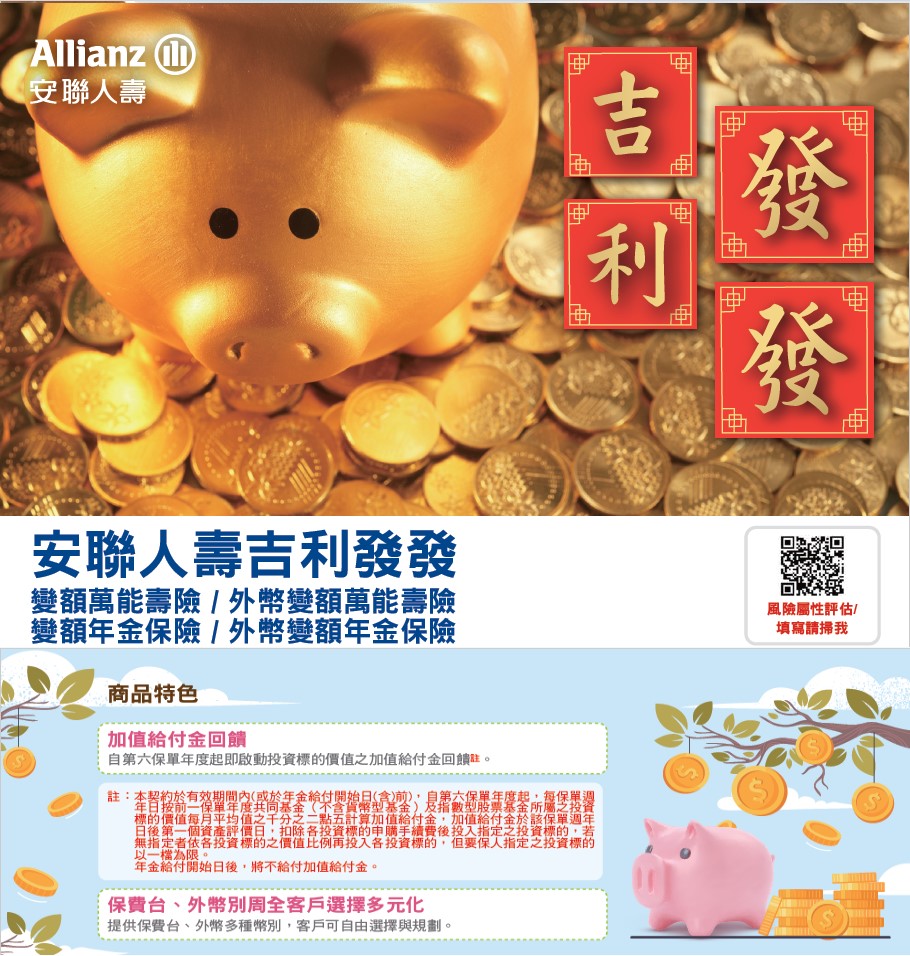 Allianz
安聯人壽
吉利
發發
安聯人壽吉利發發
變額萬能壽險 / 外幣變額萬能壽險
變額年金保險 / 外幣變額年金保險
風險屬性評估/
填寫請掃我
商品特色
加值給付金回饋
自第六保單年度起即啟動投資標的價值之加值給付金回饋註。
註：本契約於有效期間內(或於年金給付開始日(含)前)，自第六保單年度起，每保單週
年日按前一保單年度共同基金（不含貨幣型基金）及指數型股票基金所屬之投資
標的價值每月平均值之千分之二點五計算加值給付金，加值給付金於該保單週年
日後第一個資產評價日，扣除各投資標的申購手續費後投入指定之投資標的，若
無指定者依各投資標的之價值比例再投入各投資標的，但要保人指定之投資標的
以一檔為限。
年金給付開始日後，將不給付加值給付金。
保費台、外幣別周全客戶選擇多元化
提供保費台、外幣多種幣別，客戶可自由選擇與規劃。